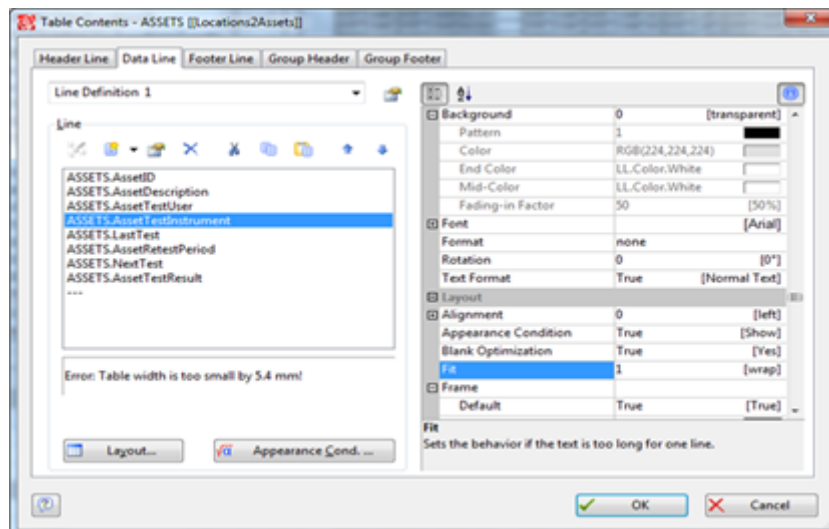 Table Contents - ASSETS [[Locations2Assets]]
Header Line Data Line Footer Line Group Header Group Footer
Line Definition 1
Line
ASSETS.AssetID
ASSETS.AssetDescription
ASSETS.AssetTestUser
ASSETS.AssetTestInstrument
ASSETS.LastTest
ASSETS.AssetRetestPeriod
ASSETS.NextTest
ASSETS.AssetTestResult
---
Error: Table width is too small by 5.4 mm!
Layout...
Appearance Cond. ...
Background 0 [transparent]
Pattern 1
Color RGB(224,224,224)
End Color LL.Color.White
Mid-Color LL.Color.White
Fading-in Factor 50 [50%]
Font [Arial]
Format none
Rotation 0 [0°]
Text Format True [Normal Text]
Layout
Alignment 0 [left]
Appearance Condition True [Show]
Blank Optimization True [Yes]
Fit 1 [wrap]
Frame
Default True [True]
Fit
Sets the behavior if the text is too long for one line.
OK Cancel